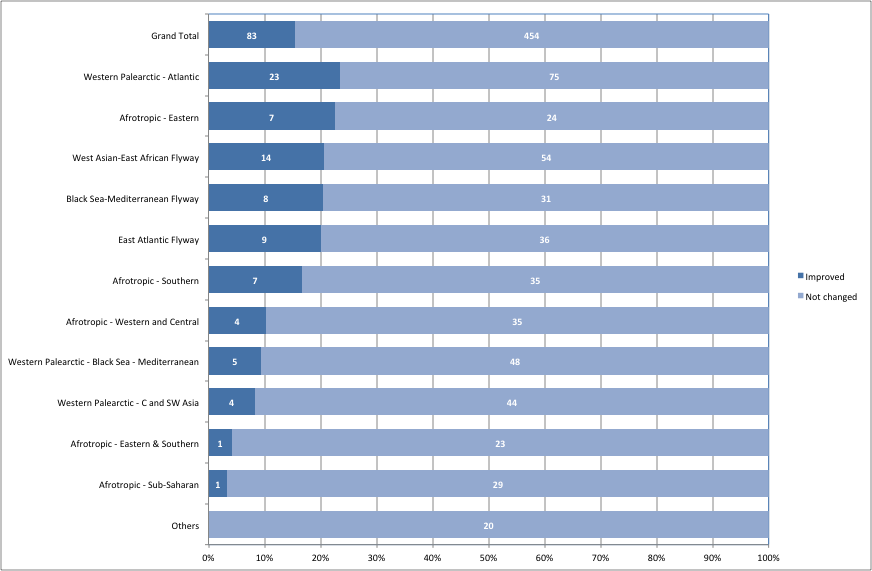 Grand Total 83 454
Western Palearctic - Atlantic 23 75
Afrotropic - Eastern 7 24
West Asian-East African Flyway 14 54
Black Sea-Mediterranean Flyway 8 31
East Atlantic Flyway 9 36
Afrotropic - Southern 7 35
Afrotropic - Western and Central 4 35
Western Palearctic - Black Sea - Mediterranean 5 48
Western Palearctic - C and SW Asia 4 44
Afrotropic - Eastern & Southern 1 23
Afrotropic - Sub-Saharan 1 29
Others 20
0% 10% 20% 30% 40% 50% 60% 70% 80% 90% 100%
Improved
Not changed